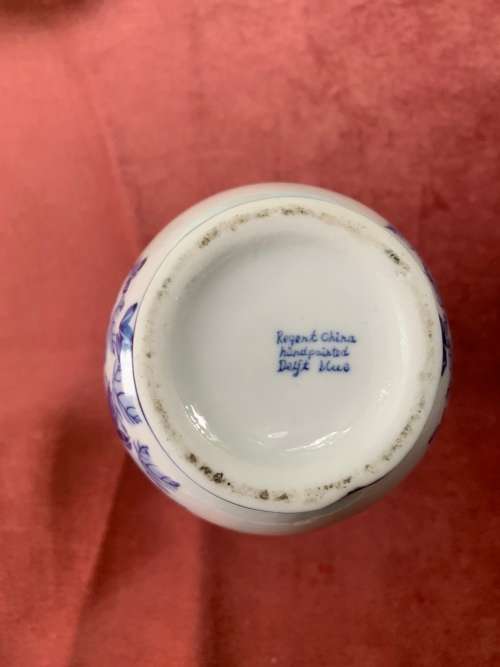 Regent China
handpainted
Delft blue